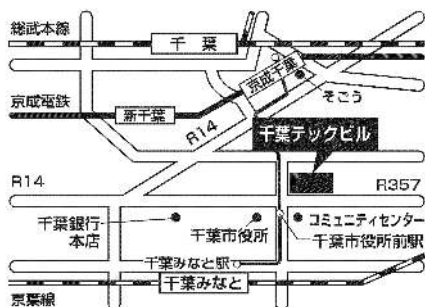 総武本線
千葉
京成電鉄
京成千葉
そごう
新千葉
R14
千葉テックビル
R14
R357
千葉銀行
本店
千葉市役所
コミュニティセンター
千葉市役所前駅
千葉みなと駅
京葉線
千葉みなと